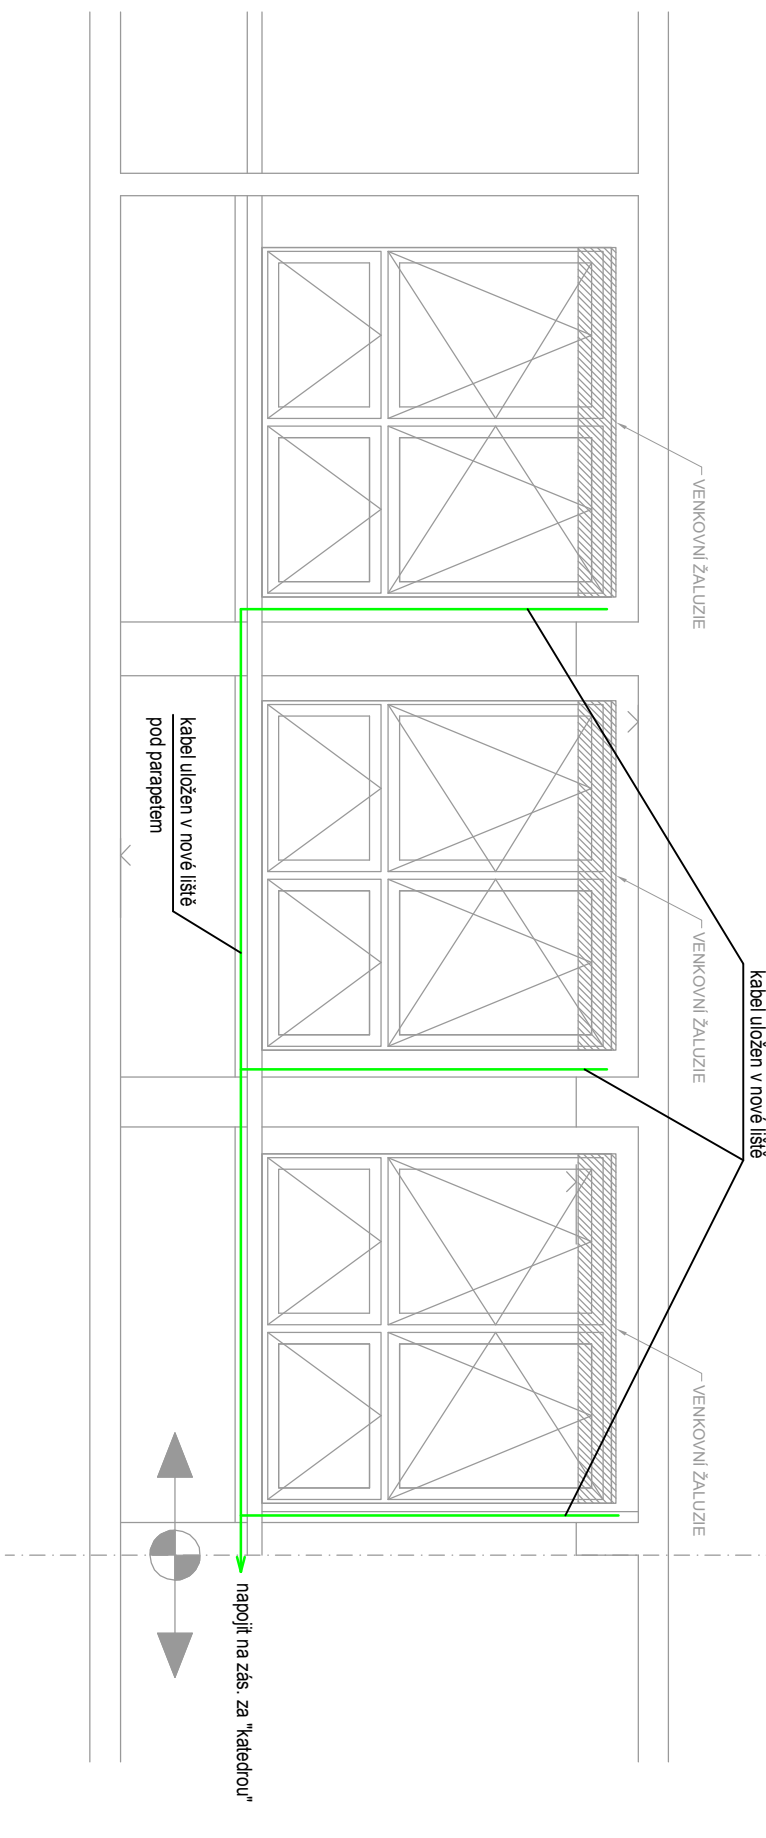 kabel uložen v nové liště
VENKOVNÍ ŽALUZIE
VENKOVNÍ ŽALUZIE
VENKOVNÍ ŽALUZIE
kabel uložen v nové liště
pod parapetem
napojit na zás. za "katedrou"